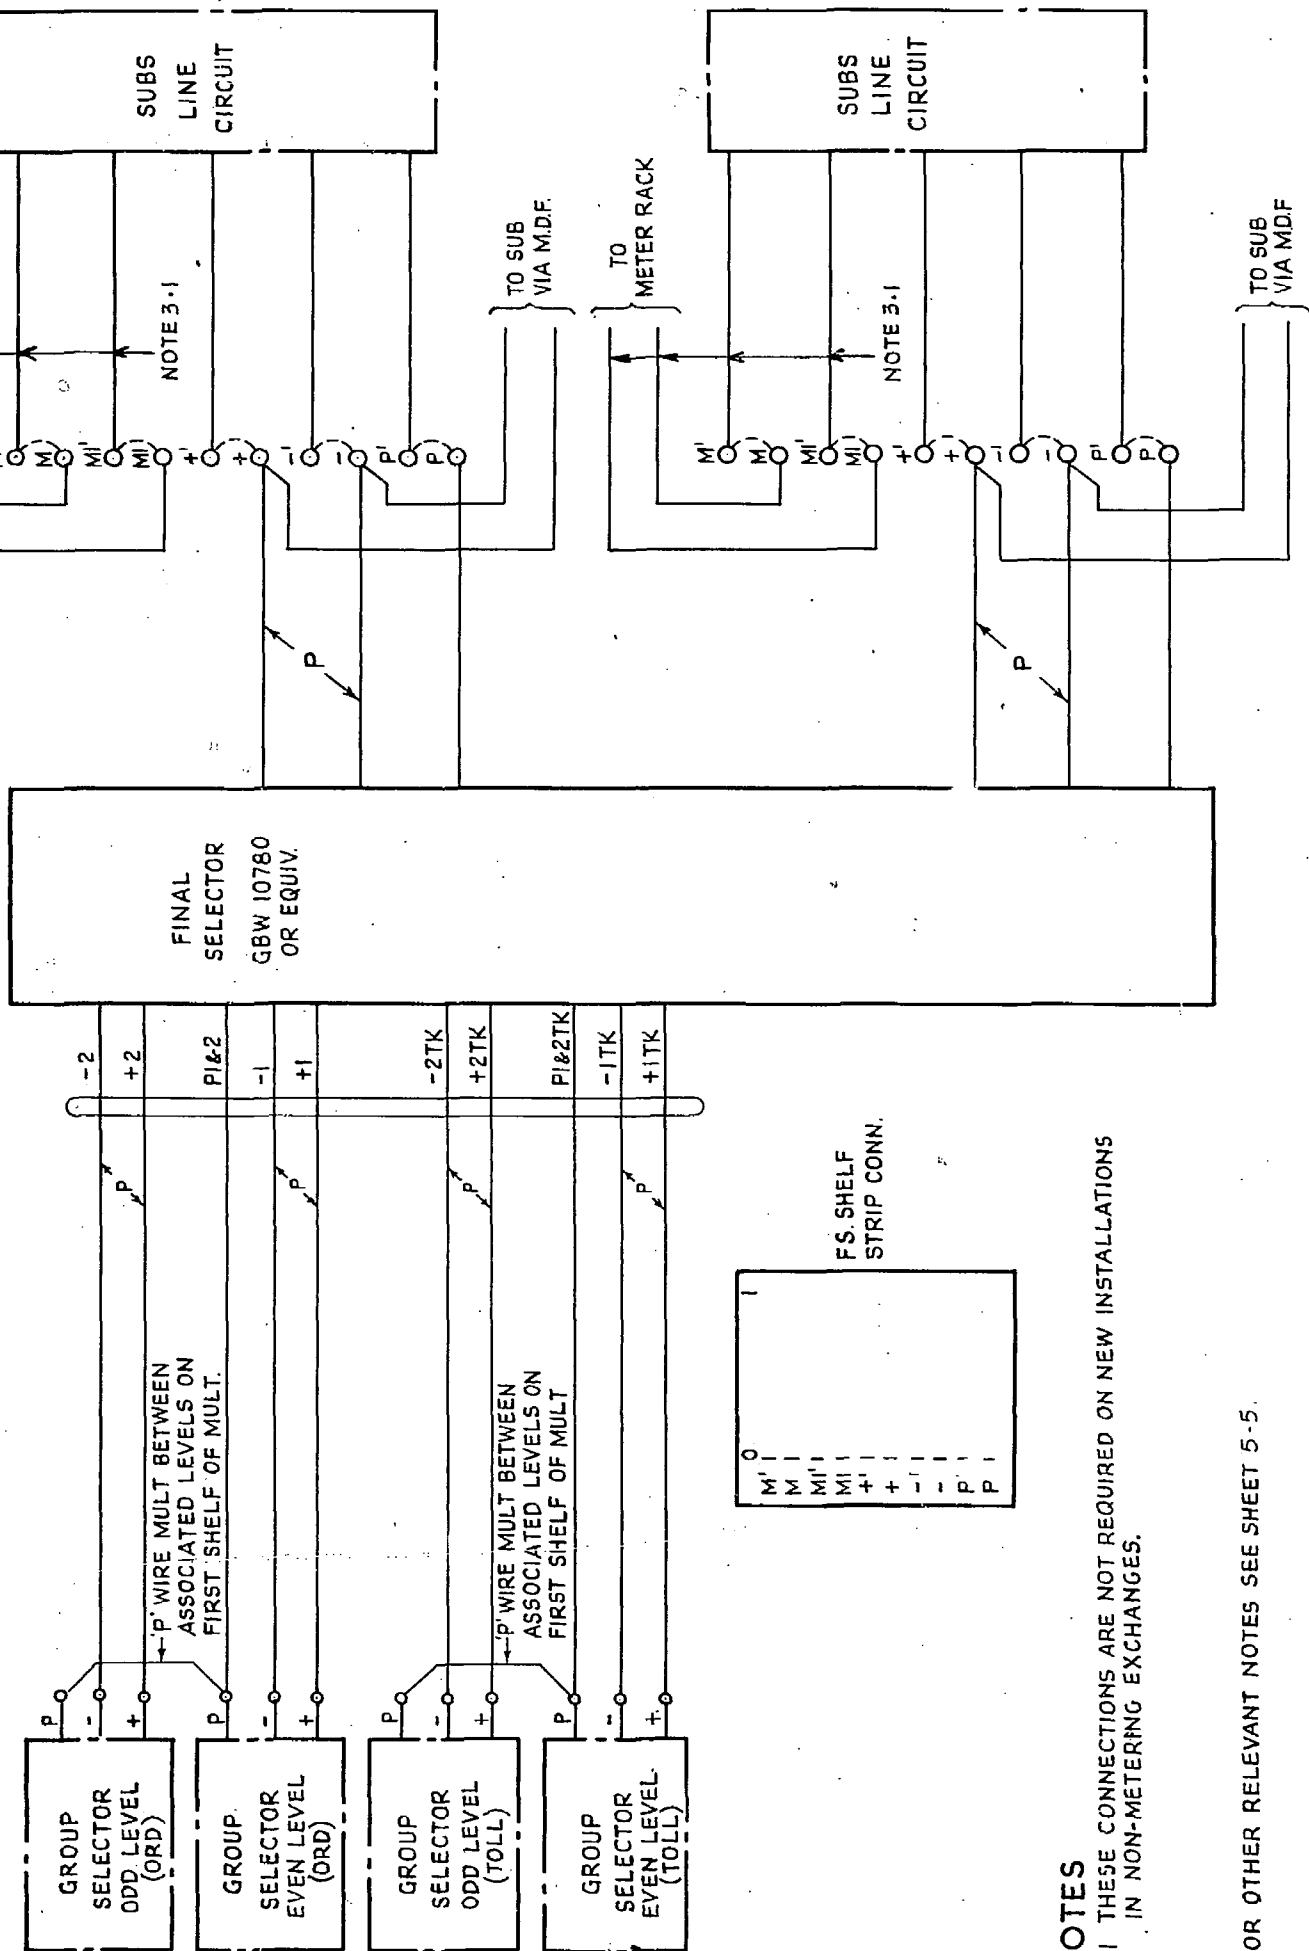 SUBS
LINE
CIRCUIT
SUBS
LINE
CIRCUIT
NOTE 3.1
TO SUB
VIA M.D.F.
TO
METER RACK
NOTE 3.1
TO SUB
VIA M.D.F
M
M1'
M1
+'
+
-'
-
P'
P
M'
M
M1'
M1
+'
+
-'
-
P'
P
P
P
FINAL
SELECTOR
GBW 10780
OR EQUIV.
-2
+2
P1&2
-1
+1
-2TK
+2TK
P1&2TK
-1TK
+1TK
P
P
P
P
'P' WIRE MULT BETWEEN
ASSOCIATED LEVELS ON
FIRST SHELF OF MULT.
'P' WIRE MULT BETWEEN
ASSOCIATED LEVELS ON
FIRST SHELF OF MULT
P
-
+
P
-
+
P
-
+
P
-
+
GROUP
SELECTOR
ODD LEVEL
(ORD)
GROUP
SELECTOR
EVEN LEVEL
(ORD)
GROUP
SELECTOR
ODD LEVEL
(TOLL)
GROUP
SELECTOR
EVEN LEVEL
(TOLL)
F.S. SHELF
STRIP CONN.
0 1
M'
M
M1'
M1
+'
+
-'
-
P'
P
OTES
1 THESE CONNECTIONS ARE NOT REQUIRED ON NEW INSTALLATIONS
IN NON-METERING EXCHANGES.
OR OTHER RELEVANT NOTES SEE SHEET 5-5.